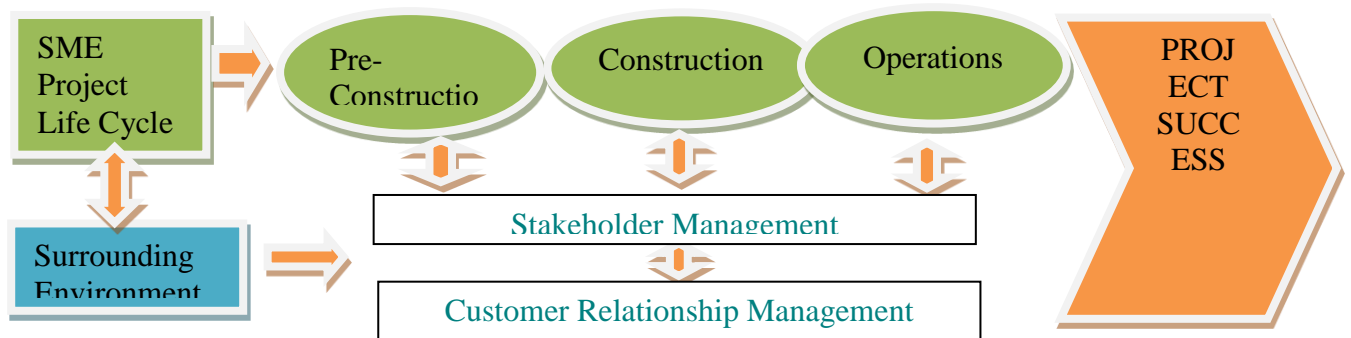 SME
Project
Life Cycle
Pre-
Constructio
Construction
Operations
PROJ
ECT
SUCC
ESS
Stakeholder Management
Surrounding
Environment
Customer Relationship Management